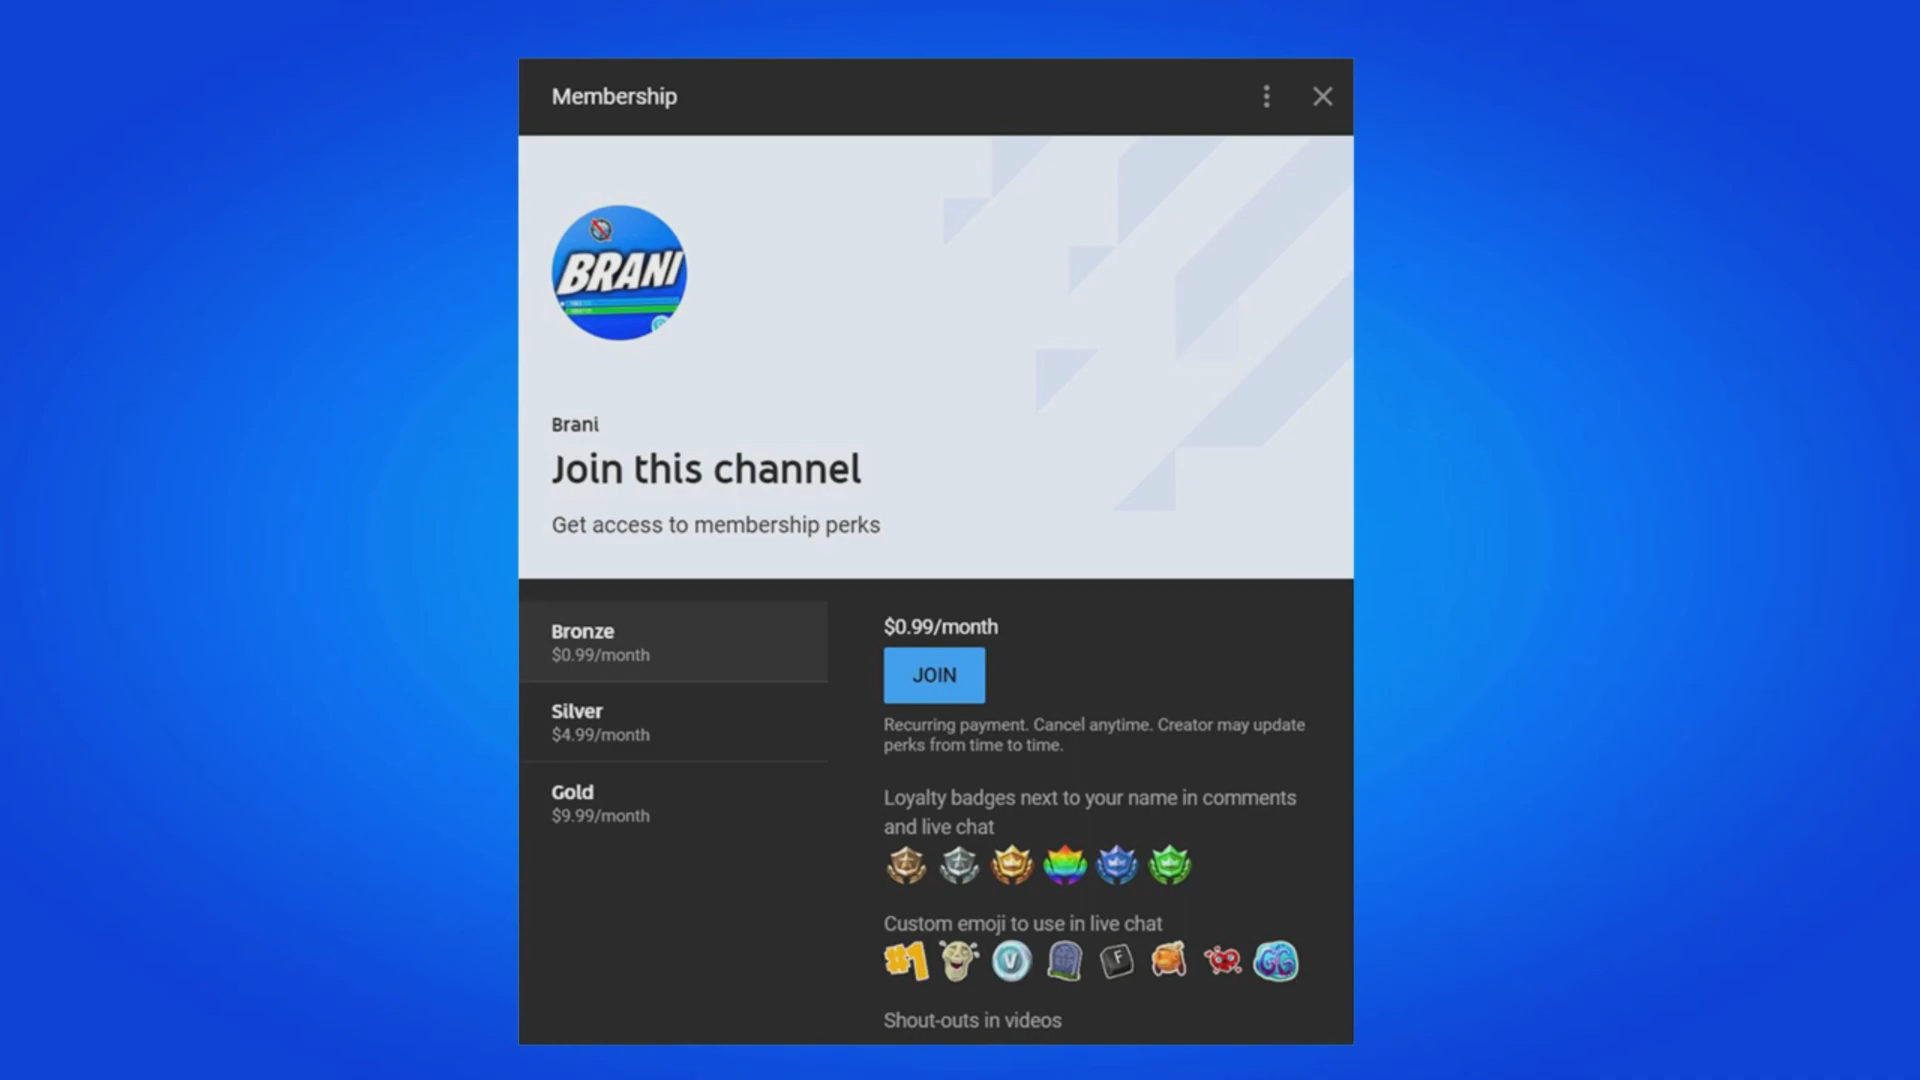 Membership
BRANI
Brani
Join this channel
Get access to membership perks
Bronze
$0.99/month
Silver
$4.99/month
Gold
$9.99/month
$0.99/month
JOIN
Recurring payment. Cancel anytime. Creator may update
perks from time to time.
Loyalty badges next to your name in comments
and live chat
Custom emoji to use in live chat
#1 V F GG
Shout-outs in videos